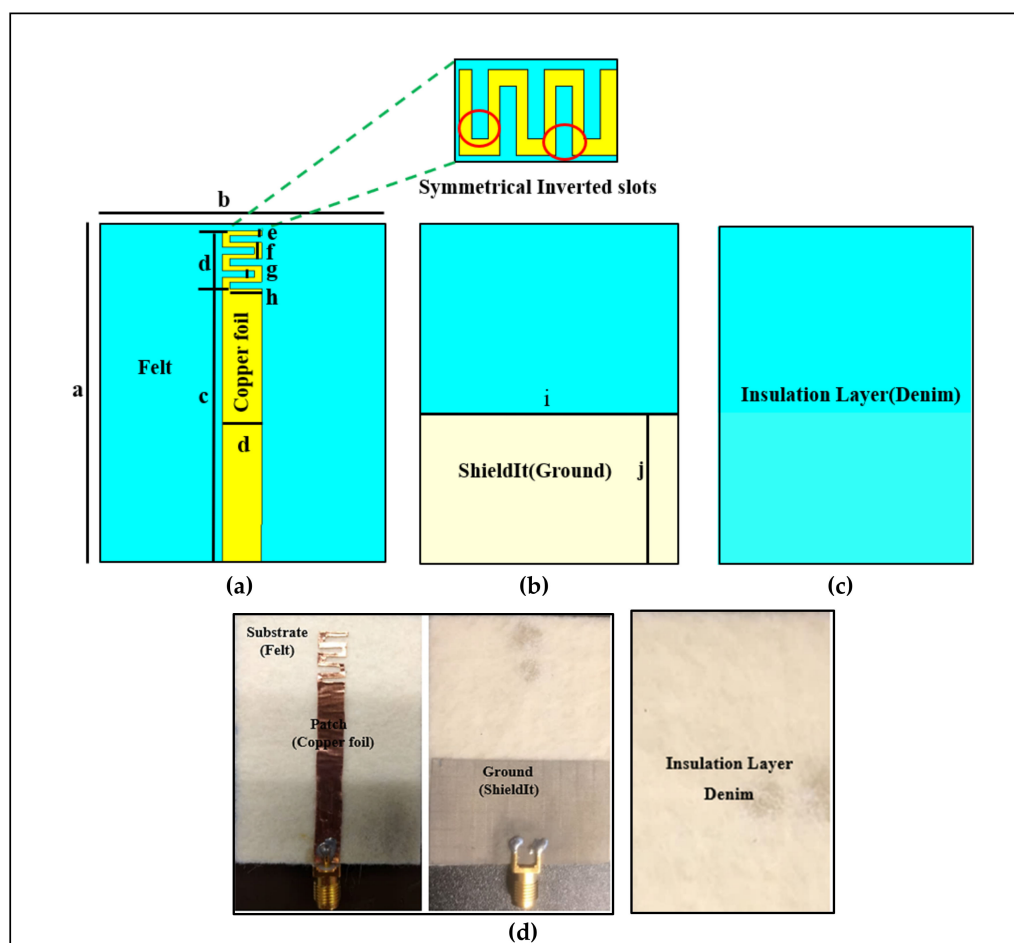 Symmetrical Inverted slots
b
e
f
d
g
h
Copper foil
Felt
a
c
d
i
ShieldIt(Ground)
j
Insulation Layer(Denim)
(a)
(b)
(c)
Substrate
(Felt)
Patch
(Copper foil)
Ground
(ShieldIt)
Insulation Layer
Denim
(d)